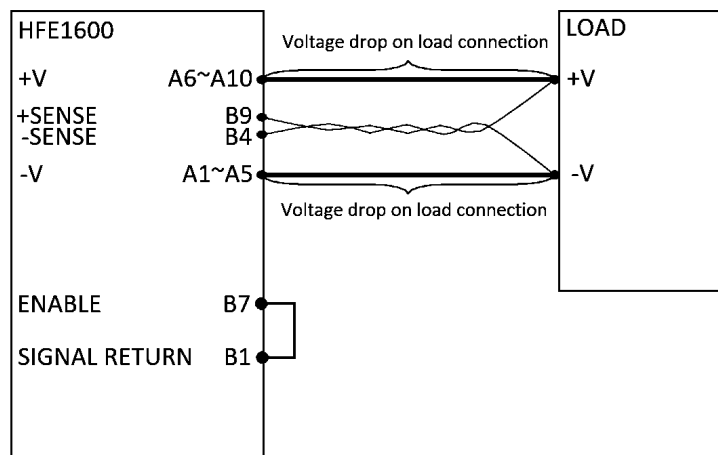 HFE1600
Voltage drop on load connection
LOAD
+V A6~A10 +V
+SENSE B9
-SENSE B4
-V A1~A5 -V
Voltage drop on load connection
ENABLE B7
SIGNAL RETURN B1